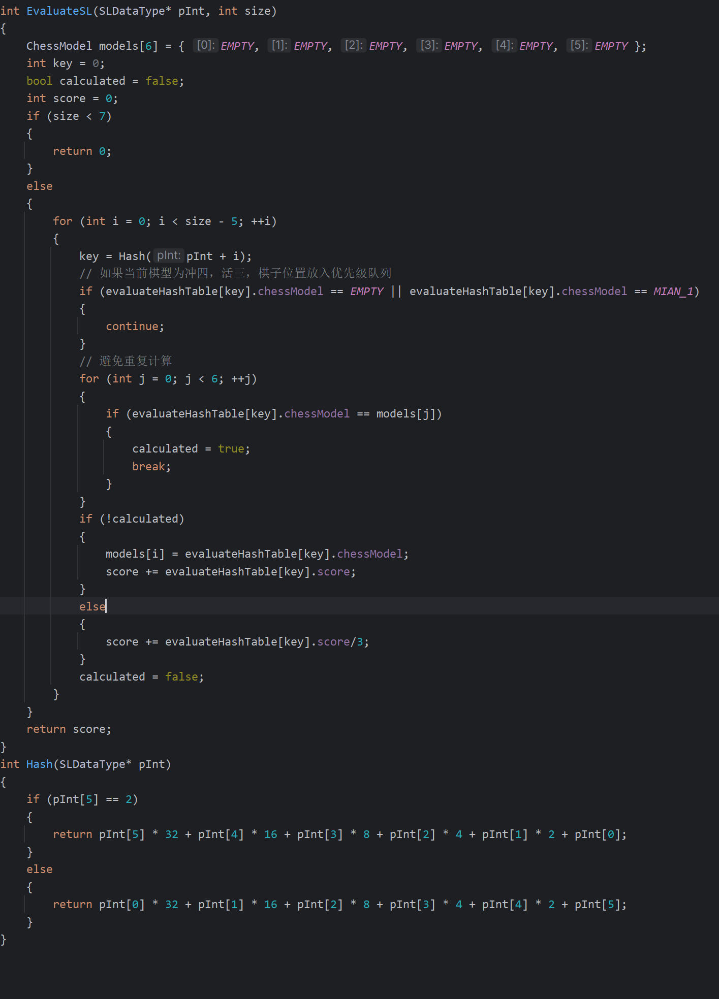 int EvaluateSL(SLDataType* pInt, int size)
{
    ChessModel models[6] = { [0]: EMPTY, [1]: EMPTY, [2]: EMPTY, [3]: EMPTY, [4]: EMPTY, [5]: EMPTY };
    int key = 0;
    bool calculated = false;
    int score = 0;
    if (size < 7)
    {
        return 0;
    }
    else
    {
        for (int i = 0; i < size - 5; ++i)
        {
            key = Hash( pInt: pInt + i);
            // 如果当前棋型为冲四，活三，棋子位置放入优先级队列
            if (evaluateHashTable[key].chessModel == EMPTY || evaluateHashTable[key].chessModel == MIAN_1)
            {
                continue;
            }
            // 避免重复计算
            for (int j = 0; j < 6; ++j)
            {
                if (evaluateHashTable[key].chessModel == models[j])
                {
                    calculated = true;
                    break;
                }
            }
            if (!calculated)
            {
                models[i] = evaluateHashTable[key].chessModel;
                score += evaluateHashTable[key].score;
            }
            else
            {
                score += evaluateHashTable[key].score/3;
            }
            calculated = false;
        }
    }
    return score;
}
int Hash(SLDataType* pInt)
{
    if (pInt[5] == 2)
    {
        return pInt[5] * 32 + pInt[4] * 16 + pInt[3] * 8 + pInt[2] * 4 + pInt[1] * 2 + pInt[0];
    }
    else
    {
        return pInt[0] * 32 + pInt[1] * 16 + pInt[2] * 8 + pInt[3] * 4 + pInt[4] * 2 + pInt[5];
    }
}